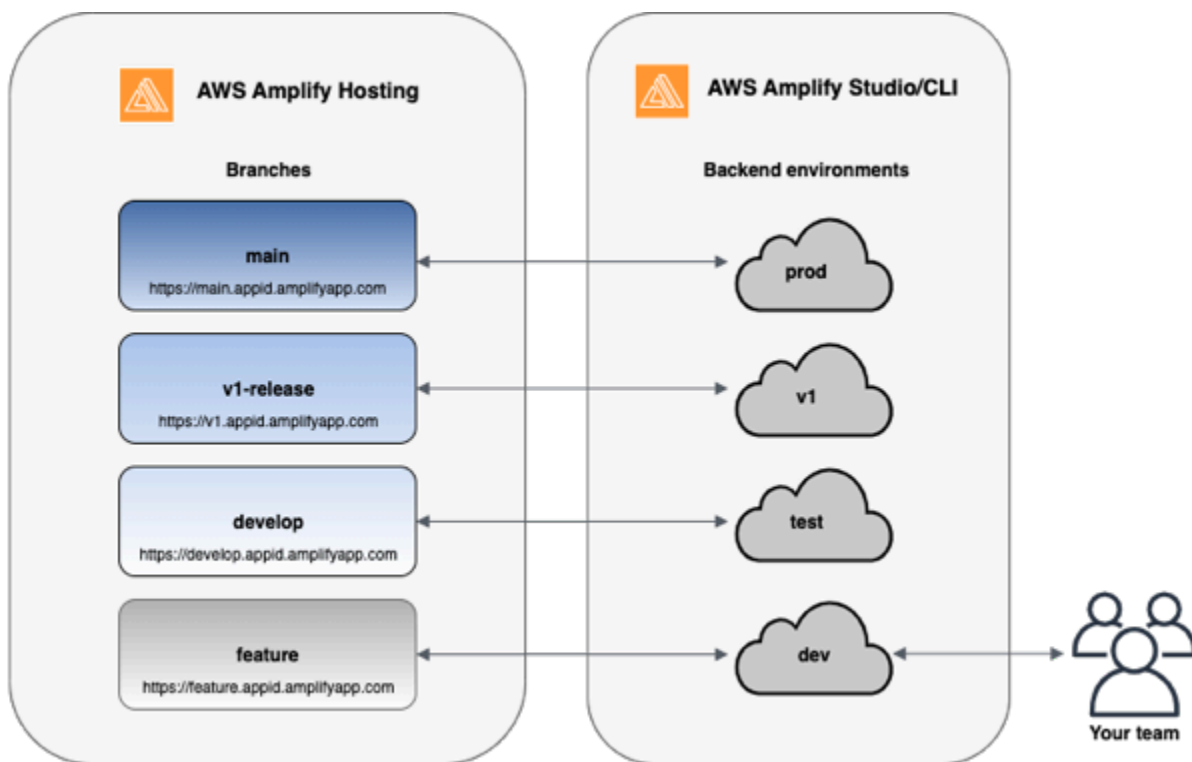 AWS Amplify Hosting
Branches
main
https://main.appid.amplifyapp.com
v1-release
https://v1.appid.amplifyapp.com
develop
https://develop.appid.amplifyapp.com
feature
https://feature.appid.amplifyapp.com
AWS Amplify Studio/CLI
Backend environments
prod
v1
test
dev
Your team